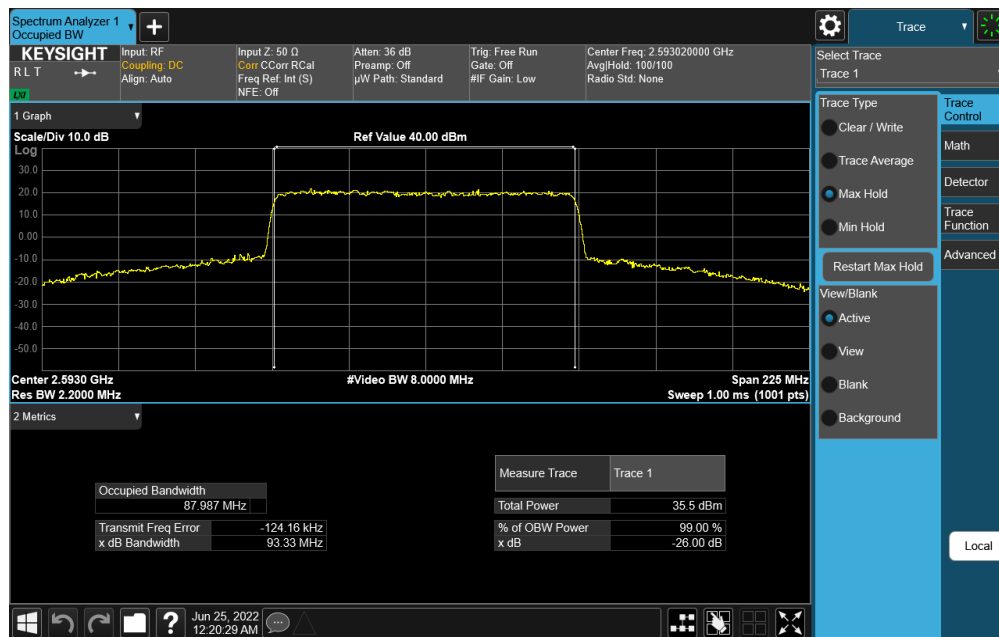 Spectrum Analyzer 1
Occupied BW
Trace
KEYSIGHT
R L T
LXI
Input: RF
Coupling: DC
Align: Auto
Input Z: 50 Ω
Corr CCorr RCal
Freq Ref: Int (S)
NFE: Off
Atten: 36 dB
Preamp: Off
µW Path: Standard
Trig: Free Run
Gate: Off
#IF Gain: Low
Center Freq: 2.593020000 GHz
Avg|Hold: 100/100
Radio Std: None
Select Trace
Trace 1
1 Graph
Scale/Div 10.0 dB
Ref Value 40.00 dBm
Log
30.0
20.0
10.0
0.00
-10.0
-20.0
-30.0
-40.0
-50.0
Center 2.5930 GHz
#Video BW 8.0000 MHz
Span 225 MHz
Res BW 2.2000 MHz
Sweep 1.00 ms (1001 pts)
Trace Type
Clear / Write
Trace Average
Max Hold
Min Hold
Restart Max Hold
View/Blank
Active
View
Blank
Background
Trace
Control
Math
Detector
Trace
Function
Advanced
Local
2 Metrics
Occupied Bandwidth
87.987 MHz
Transmit Freq Error -124.16 kHz
x dB Bandwidth 93.33 MHz
Measure Trace Trace 1
Total Power 35.5 dBm
% of OBW Power 99.00 %
x dB -26.00 dB
?
Jun 25, 2022
12:20:29 AM